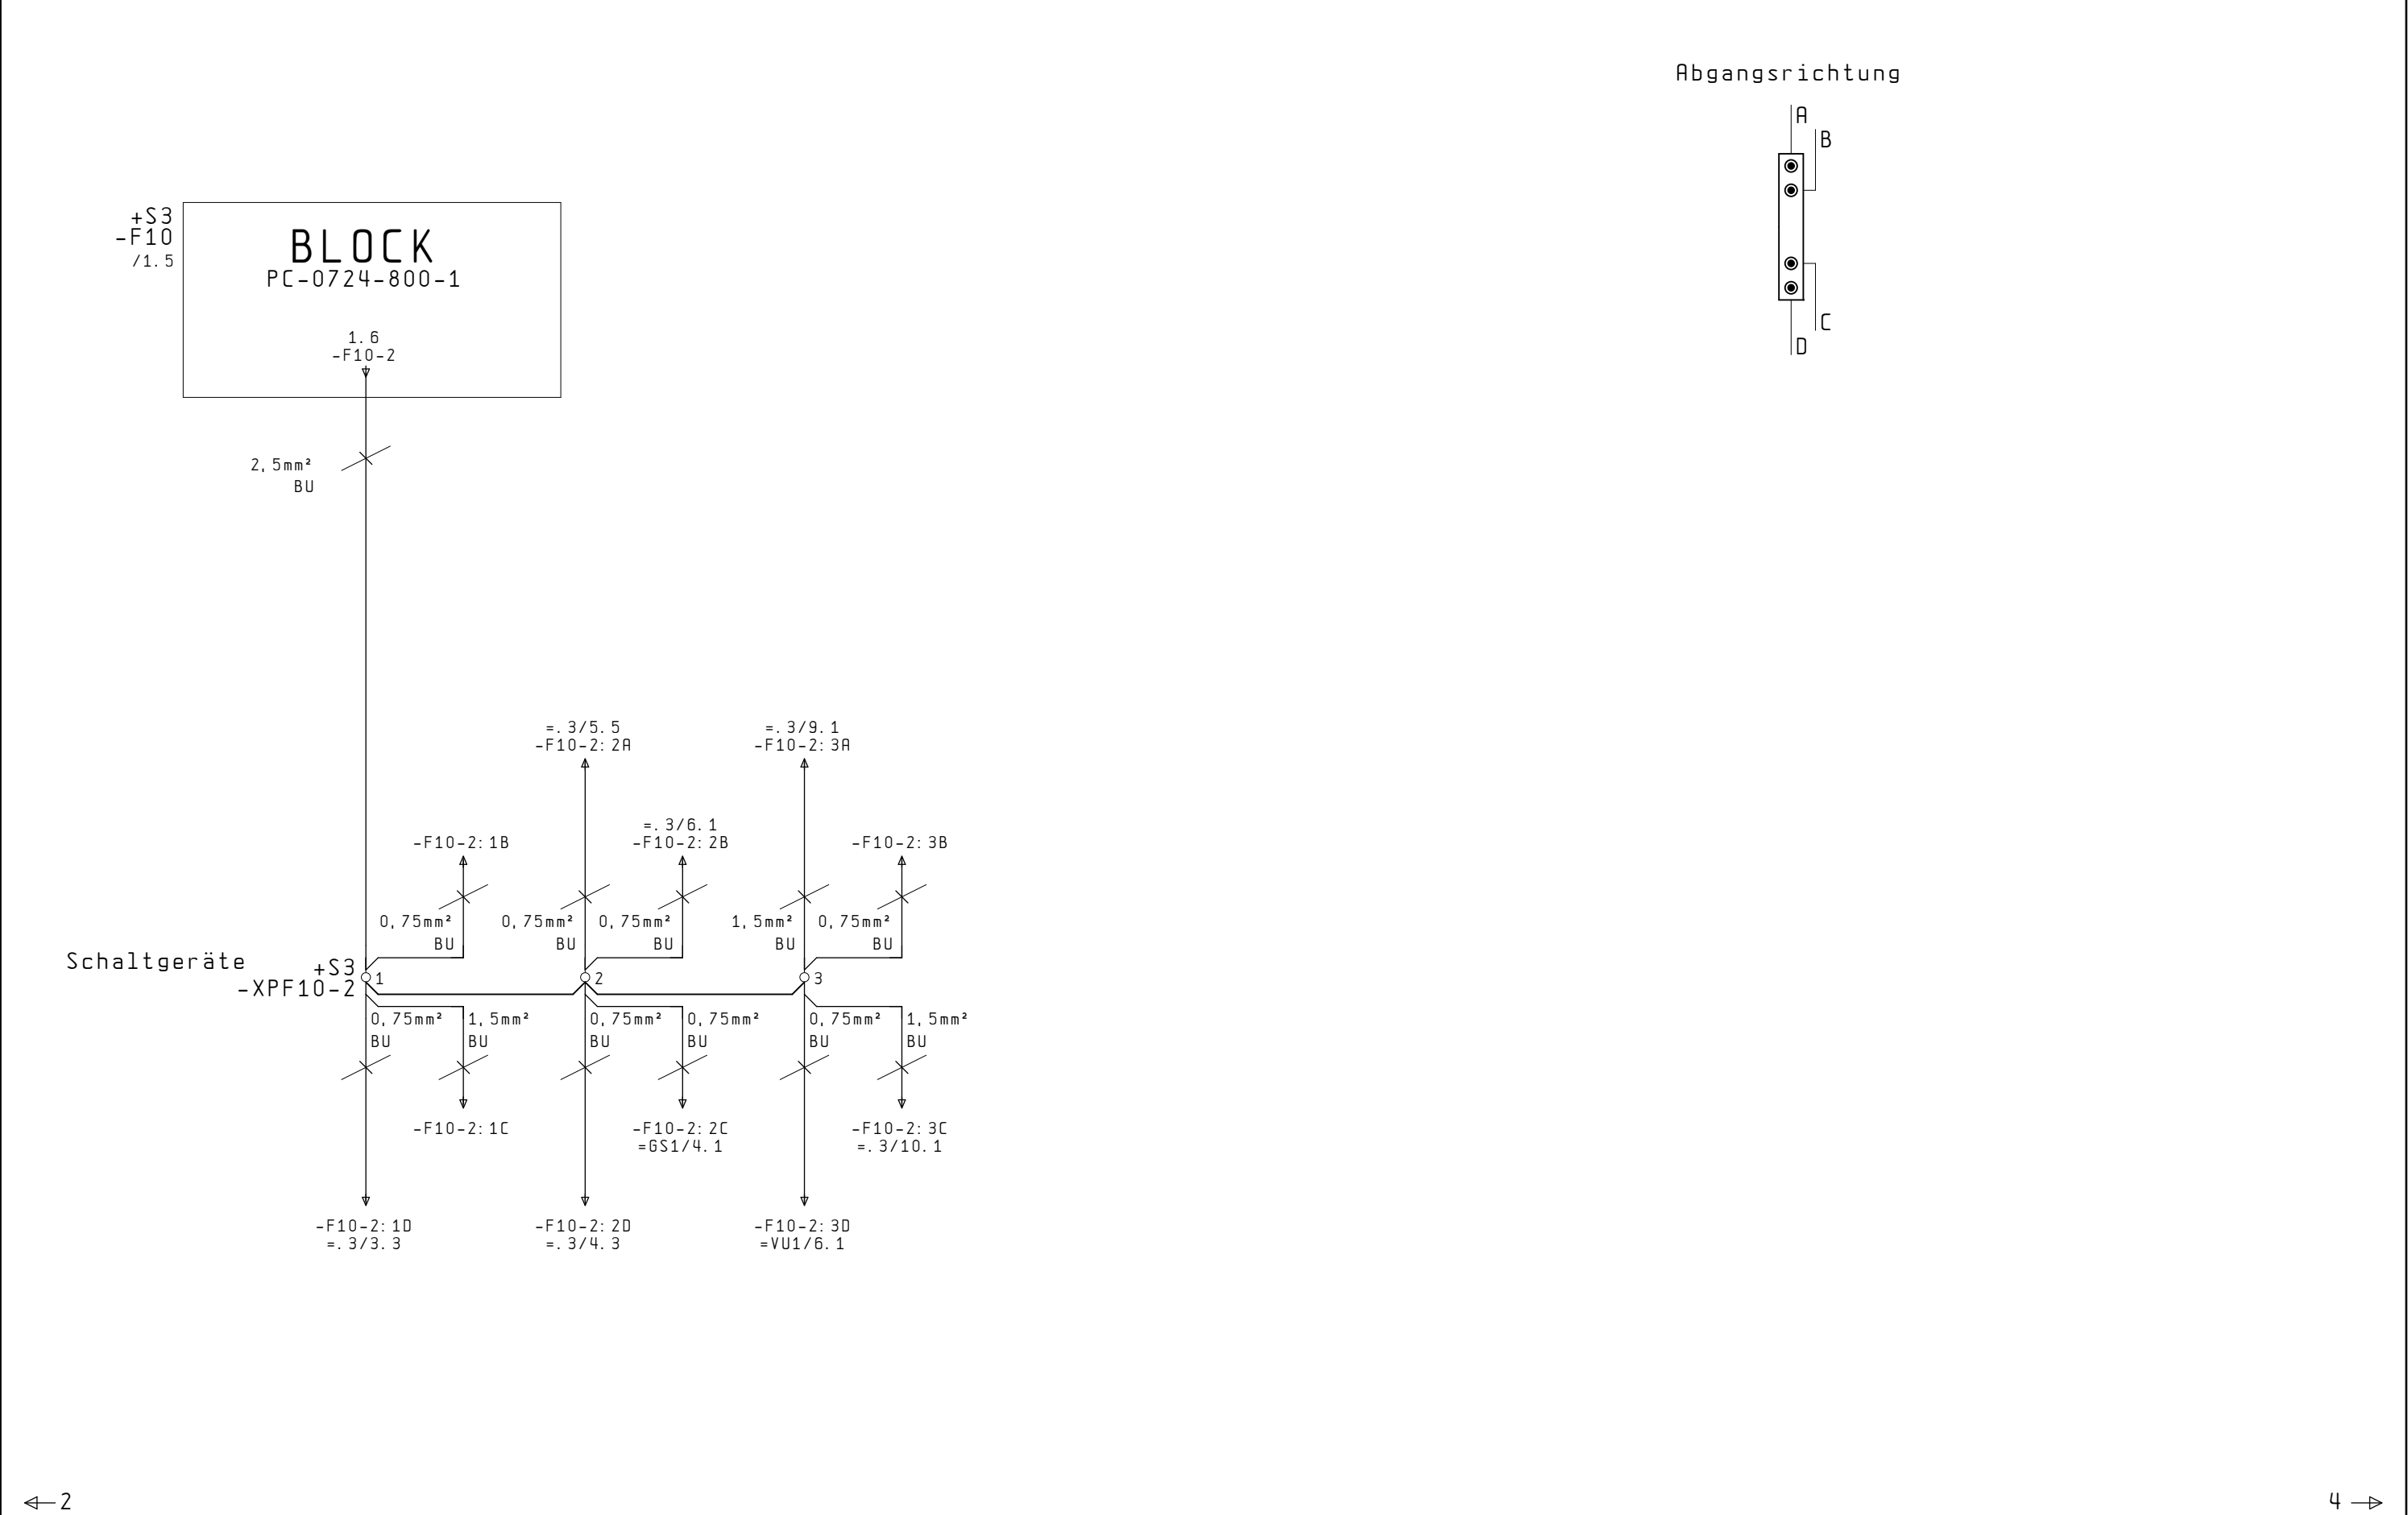 Abgangsrichtung
A
B
C
D
+S3
-F10
/1.5
BLOCK
PC-0724-800-1
1.6
-F10-2
2,5mm²
BU
=.3/5.5
-F10-2:2A
=.3/9.1
-F10-2:3A
-F10-2:1B
=.3/6.1
-F10-2:2B
-F10-2:3B
0,75mm²
BU
0,75mm²
BU
0,75mm²
BU
1,5mm²
BU
0,75mm²
BU
Schaltgeräte
+S3
-XPF10-2
1
2
3
0,75mm²
BU
1,5mm²
BU
0,75mm²
BU
0,75mm²
BU
0,75mm²
BU
1,5mm²
BU
-F10-2:1C
-F10-2:2C
=GS1/4.1
-F10-2:3C
=.3/10.1
-F10-2:1D
=.3/3.3
-F10-2:2D
=.3/4.3
-F10-2:3D
=VU1/6.1
2
4